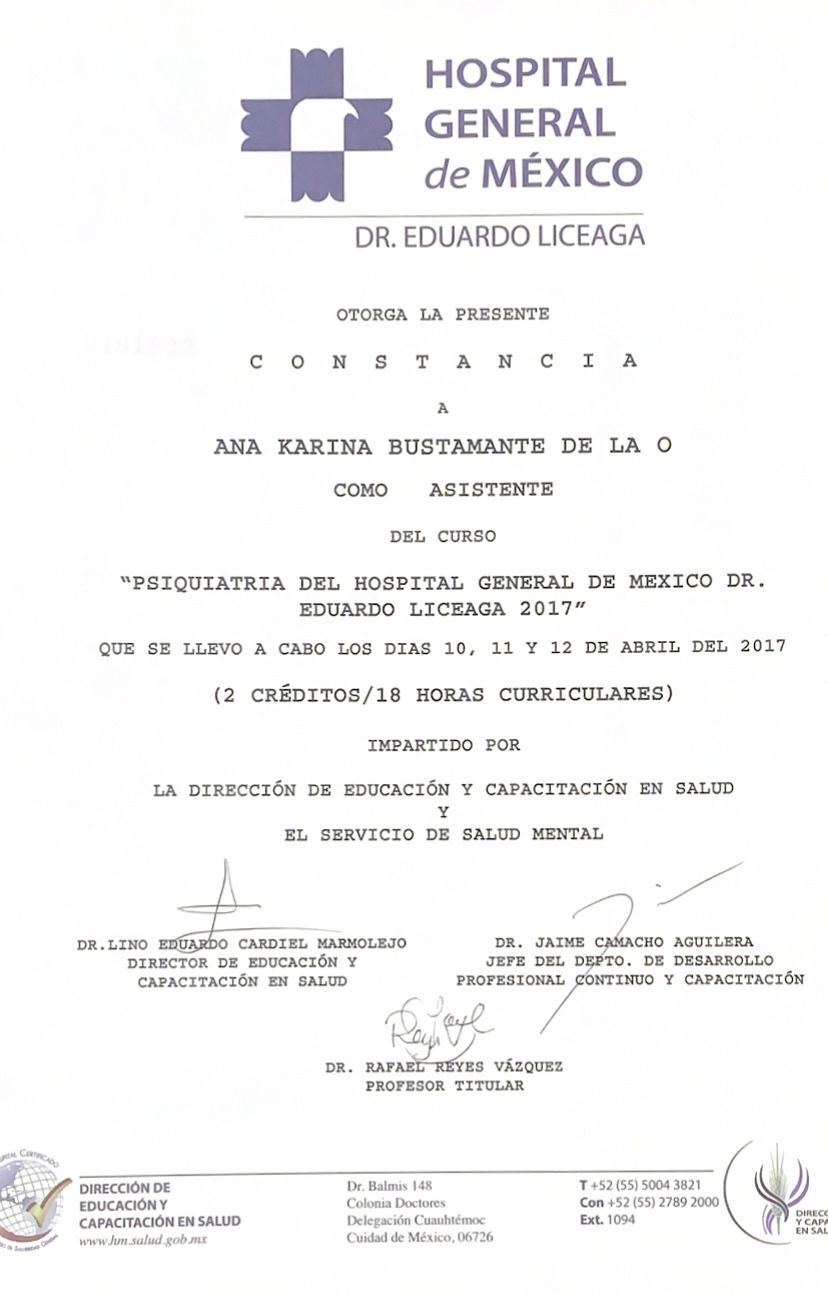 HOSPITAL
GENERAL
de MÉXICO
DR. EDUARDO LICEAGA
OTORGA LA PRESENTE
C O N S T A N C I A
A
ANA KARINA BUSTAMANTE DE LA O
COMO ASISTENTE
DEL CURSO
“PSIQUIATRIA DEL HOSPITAL GENERAL DE MEXICO DR.
EDUARDO LICEAGA 2017”
QUE SE LLEVO A CABO LOS DIAS 10, 11 Y 12 DE ABRIL DEL 2017
(2 CRÉDITOS/18 HORAS CURRICULARES)
IMPARTIDO POR
LA DIRECCIÓN DE EDUCACIÓN Y CAPACITACIÓN EN SALUD
Y
EL SERVICIO DE SALUD MENTAL
DR.LINO EDUARDO CARDIEL MARMOLEJO
DIRECTOR DE EDUCACIÓN Y
CAPACITACIÓN EN SALUD
DR. JAIME CAMACHO AGUILERA
JEFE DEL DEPTO. DE DESARROLLO
PROFESIONAL CONTINUO Y CAPACITACIÓN
DR. RAFAEL REYES VÁZQUEZ
PROFESOR TITULAR
DIRECCIÓN DE
EDUCACIÓN Y
CAPACITACIÓN EN SALUD
www.hm.salud.gob.mx
Dr. Balmis 148
Colonia Doctores
Delegación Cuauhtémoc
Cuidad de México, 06726
T +52 (55) 5004 3821
Con +52 (55) 2789 2000
Ext. 1094
DIRECC
Y CAPA
EN SAL